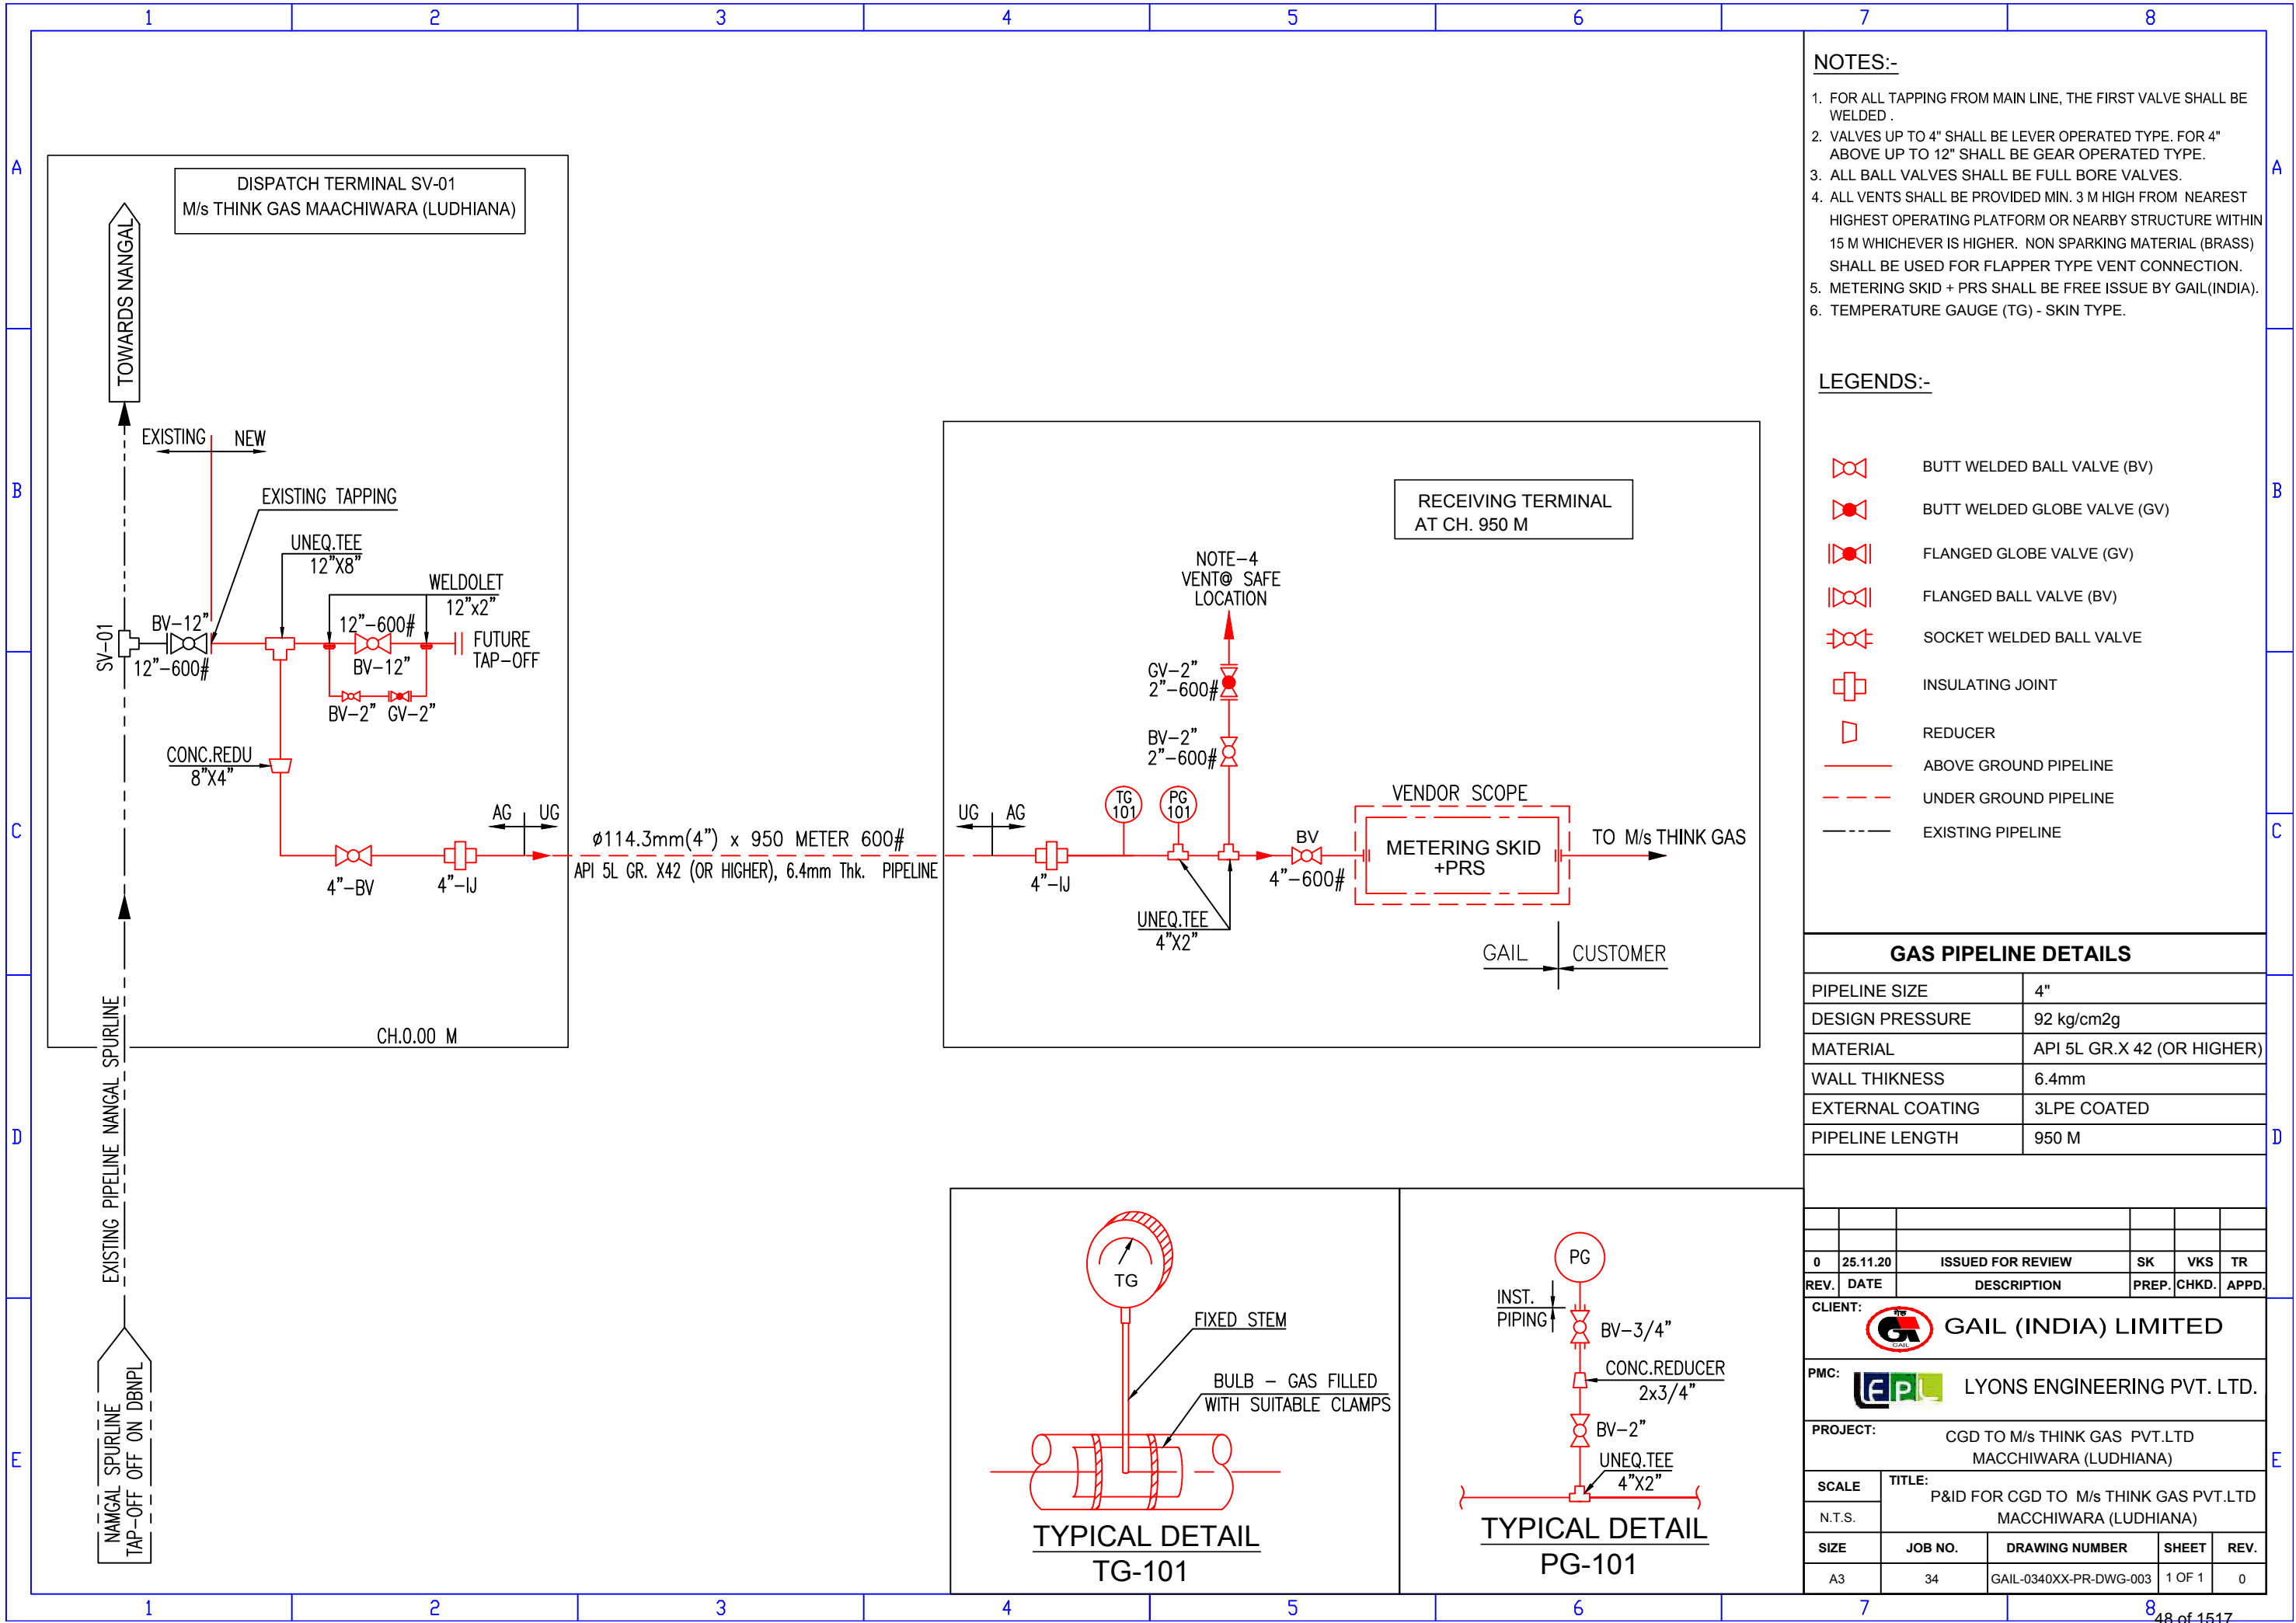 1 2 3 4 5 6 7 8
A
B
C
D
E
DISPATCH TERMINAL SV-01
M/s THINK GAS MAACHIWARA (LUDHIANA)
TOWARDS NANGAL
EXISTING NEW
EXISTING TAPPING
UNEQ.TEE
12"X8"
WELDOLET
12"x2"
SV-01
BV-12"
12"-600#
12"-600#
BV-12"
FUTURE
TAP-OFF
BV-2" GV-2"
CONC.REDU
8"X4"
AG UG
4"-BV
4"-IJ
CH.0.00 M
EXISTING PIPELINE NANGAL SPURLINE
NAMGAL SPURLINE
TAP-OFF OFF ON DBNPL
ø114.3mm(4") x 950 METER 600#
API 5L GR. X42 (OR HIGHER), 6.4mm Thk. PIPELINE
RECEIVING TERMINAL
AT CH. 950 M
NOTE-4
VENT@ SAFE
LOCATION
GV-2"
2"-600#
BV-2"
2"-600#
UG AG
TG
101
PG
101
4"-IJ
UNEQ.TEE
4"X2"
BV
4"-600#
VENDOR SCOPE
METERING SKID
+PRS
TO M/s THINK GAS
GAIL CUSTOMER
TG
FIXED STEM
BULB - GAS FILLED
WITH SUITABLE CLAMPS
TYPICAL DETAIL
TG-101
PG
INST.
PIPING
BV-3/4"
CONC.REDUCER
2x3/4"
BV-2"
UNEQ.TEE
4"X2"
TYPICAL DETAIL
PG-101
NOTES:-
1. FOR ALL TAPPING FROM MAIN LINE, THE FIRST VALVE SHALL BE
WELDED .
2. VALVES UP TO 4" SHALL BE LEVER OPERATED TYPE. FOR 4"
ABOVE UP TO 12" SHALL BE GEAR OPERATED TYPE.
3. ALL BALL VALVES SHALL BE FULL BORE VALVES.
4. ALL VENTS SHALL BE PROVIDED MIN. 3 M HIGH FROM NEAREST
HIGHEST OPERATING PLATFORM OR NEARBY STRUCTURE WITHIN
15 M WHICHEVER IS HIGHER. NON SPARKING MATERIAL (BRASS)
SHALL BE USED FOR FLAPPER TYPE VENT CONNECTION.
5. METERING SKID + PRS SHALL BE FREE ISSUE BY GAIL(INDIA).
6. TEMPERATURE GAUGE (TG) - SKIN TYPE.
LEGENDS:-
BUTT WELDED BALL VALVE (BV)
BUTT WELDED GLOBE VALVE (GV)
FLANGED GLOBE VALVE (GV)
FLANGED BALL VALVE (BV)
SOCKET WELDED BALL VALVE
INSULATING JOINT
REDUCER
ABOVE GROUND PIPELINE
UNDER GROUND PIPELINE
EXISTING PIPELINE
GAS PIPELINE DETAILS
PIPELINE SIZE 4"
DESIGN PRESSURE 92 kg/cm2g
MATERIAL API 5L GR.X 42 (OR HIGHER)
WALL THIKNESS 6.4mm
EXTERNAL COATING 3LPE COATED
PIPELINE LENGTH 950 M
0 25.11.20 ISSUED FOR REVIEW SK VKS TR
REV. DATE DESCRIPTION PREP. CHKD. APPD.
CLIENT:
गेल
GAIL
GAIL (INDIA) LIMITED
PMC:
LEPL
LYONS ENGINEERING PVT. LTD.
PROJECT:
CGD TO M/s THINK GAS PVT.LTD
MACCHIWARA (LUDHIANA)
SCALE
N.T.S.
TITLE:
P&ID FOR CGD TO M/s THINK GAS PVT.LTD
MACCHIWARA (LUDHIANA)
SIZE JOB NO. DRAWING NUMBER SHEET REV.
A3 34 GAIL-0340XX-PR-DWG-003 1 OF 1 0
A
B
C
D
E
1 2 3 4 5 6 7 8
48 of 1517